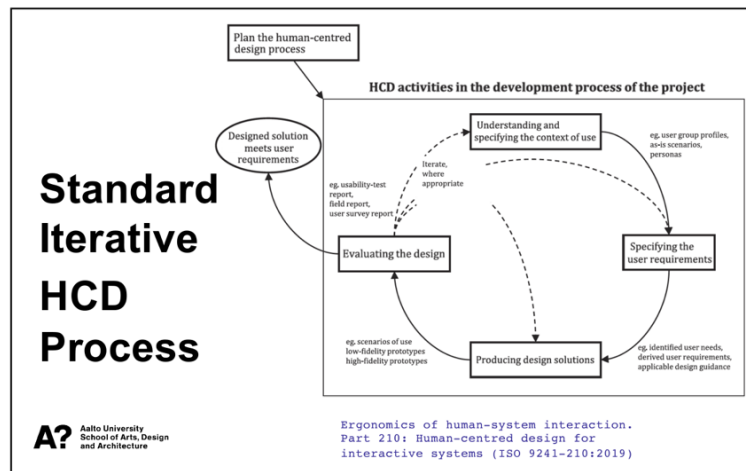 Plan the human-centred
design process
HCD activities in the development process of the project
Designed solution
meets user
requirements
Understanding and
specifying the context of use
eg, user group profiles,
as-is scenarios,
personas
Iterate,
where
appropriate
eg, usability-test
report,
field report,
user survey report
Standard
Iterative
HCD
Process
Evaluating the design
Specifying the
user requirements
eg, scenarios of use
low-fidelity prototypes
high-fidelity prototypes
Producing design solutions
eg, identified user needs,
derived user requirements,
applicable design guidance
A?
Aalto University
School of Arts, Design
and Architecture
Ergonomics of human-system interaction.
Part 210: Human-centred design for
interactive systems (ISO 9241-210:2019)